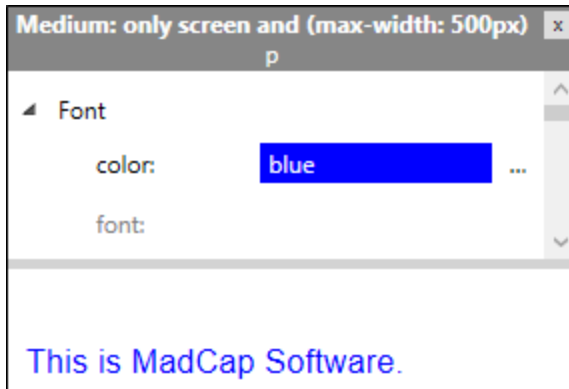 Medium: only screen and (max-width: 500px) x
p
Font
color: blue ...
font:
This is MadCap Software.